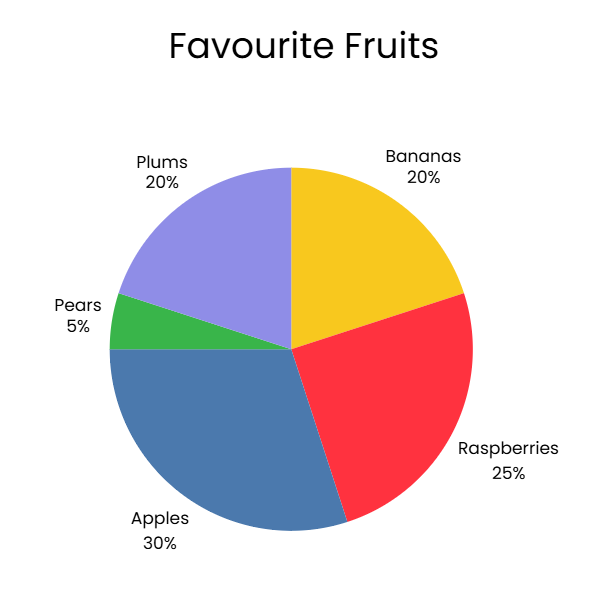 Favourite Fruits
Plums
20%
Bananas
20%
Pears
5%
Raspberries
25%
Apples
30%